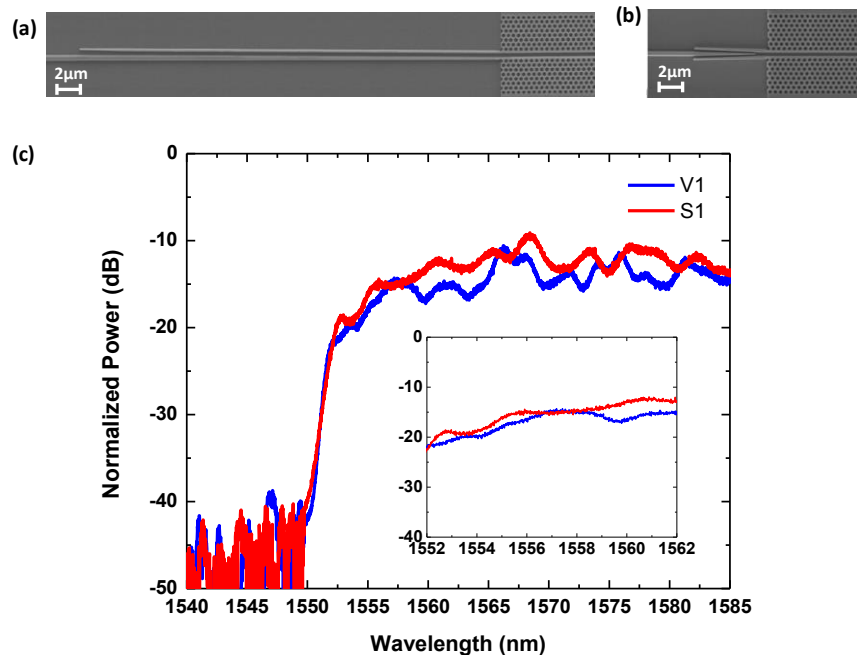 (a)
2μm
(b)
2μm
(c)
Normalized Power (dB)
0
-10
-20
-30
-40
-50
V1
S1
0
-10
-20
-30
-40
1552 1554 1556 1558 1560 1562
1540 1545 1550 1555 1560 1565 1570 1575 1580 1585
Wavelength (nm)